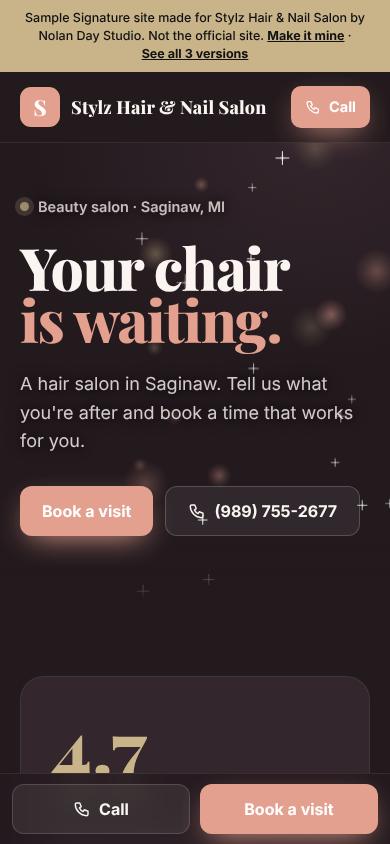 Sample Signature site made for Stylz Hair & Nail Salon by
Nolan Day Studio. Not the official site. Make it mine ·
See all 3 versions
S Stylz Hair & Nail Salon Call
Beauty salon · Saginaw, MI
Your chair
is waiting.
A hair salon in Saginaw. Tell us what
you're after and book a time that works
for you.
Book a visit (989) 755-2677
4.7
Call Book a visit